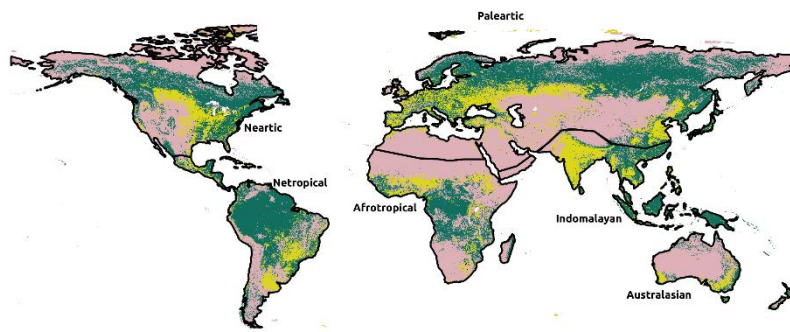 Paleartic
Neartic
Netropical
Afrotropical
Indomalayan
Australasian